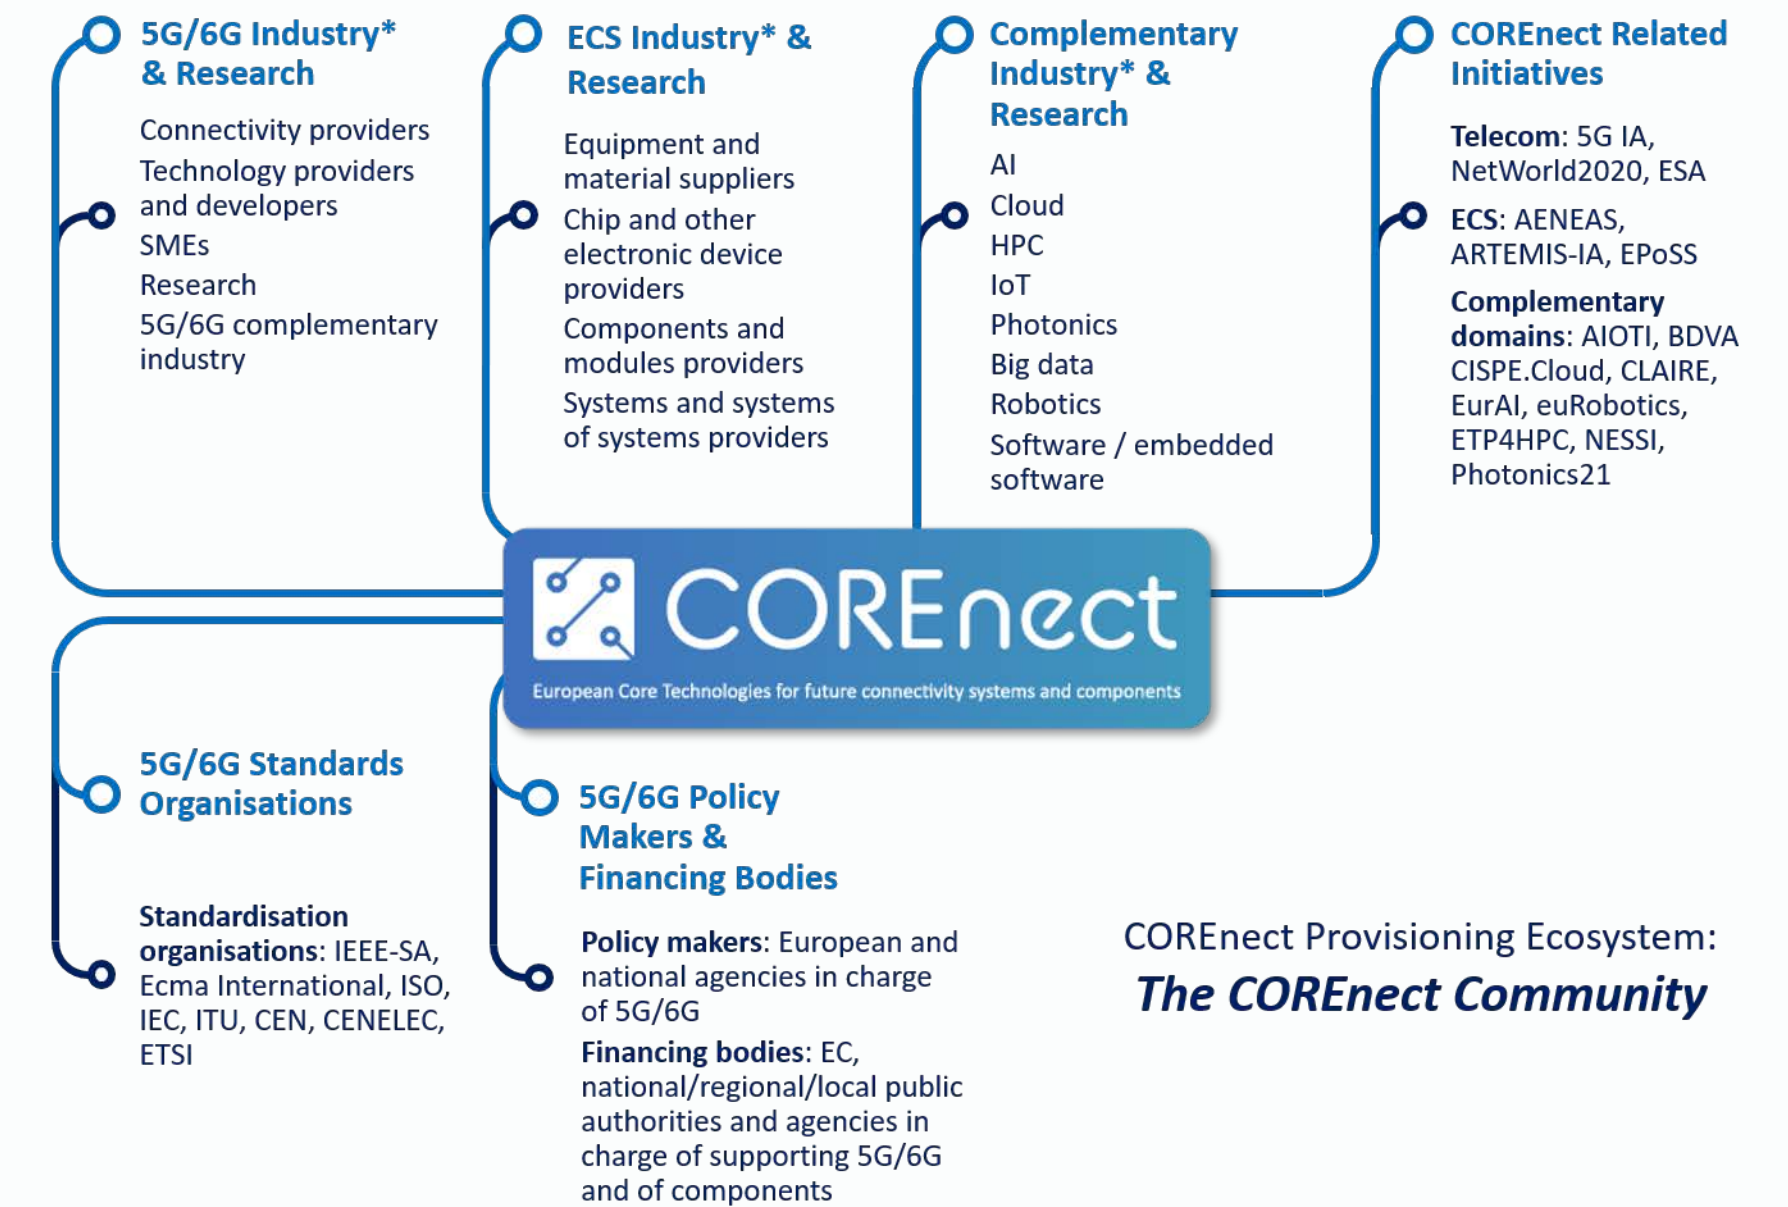 5G/6G Industry*
& Research
Connectivity providers
Technology providers
and developers
SMEs
Research
5G/6G complementary
industry
ECS Industry* &
Research
Equipment and
material suppliers
Chip and other
electronic device
providers
Components and
modules providers
Systems and systems
of systems providers
Complementary
Industry* &
Research
AI
Cloud
HPC
IoT
Photonics
Big data
Robotics
Software / embedded
software
COREnect Related
Initiatives
Telecom: 5G IA,
NetWorld2020, ESA
ECS: AENEAS,
ARTEMIS-IA, EPoSS
Complementary
domains: AIOTI, BDVA
CISPE.Cloud, CLAIRE,
EurAI, euRobotics,
ETP4HPC, NESSI,
Photonics21
COREnect
European Core Technologies for future connectivity systems and components
5G/6G Standards
Organisations
Standardisation
organisations: IEEE-SA,
Ecma International, ISO,
IEC, ITU, CEN, CENELEC,
ETSI
5G/6G Policy
Makers &
Financing Bodies
Policy makers: European and
national agencies in charge
of 5G/6G
Financing bodies: EC,
national/regional/local public
authorities and agencies in
charge of supporting 5G/6G
and of components
COREnect Provisioning Ecosystem:
The COREnect Community